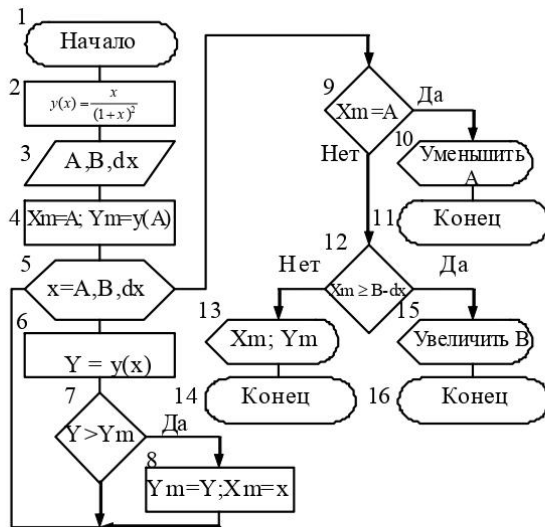 1
Начало
2
y(x) = x/(1+x)²
3
A,B,dx
4
Xm=A; Ym=y(A)
5
x=A,B,dx
6
Y = y(x)
7
Y>Ym
Да
8
Ym=Y;Xm=x
9
Xm=A
Да
Нет
10
Уменьшить
A
11
Конец
12
Xm ≥ B-dx
Нет
Да
13
Xm; Ym
14
Конец
15
Увеличить B
16
Конец